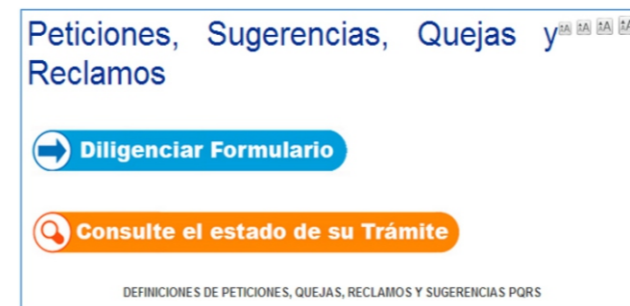 Peticiones, Sugerencias, Quejas y
Reclamos
Diligenciar Formulario
Consulte el estado de su Trámite
DEFINICIONES DE PETICIONES, QUEJAS, RECLAMOS Y SUGERENCIAS PQRS